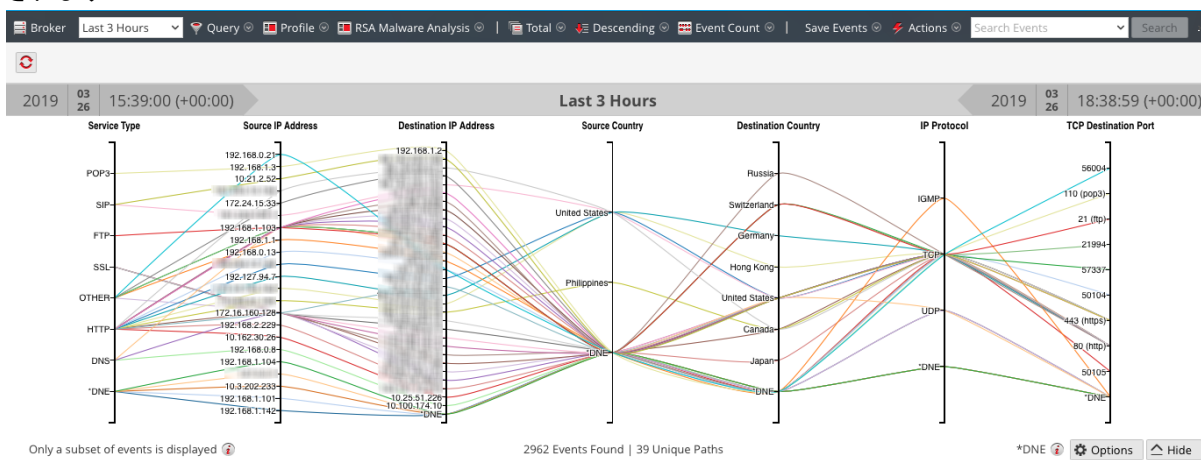 Broker Last 3 Hours Query Profile RSA Malware Analysis | Total Descending Event Count | Save Events Actions Search Events Search
2019 03 26 15:39:00 (+00:00) Last 3 Hours 2019 03 26 18:38:59 (+00:00)
Service Type Source IP Address Destination IP Address Source Country Destination Country IP Protocol TCP Destination Port
POP3
SIP
FTP
SSL
OTHER
HTTP
DNS
*DNE
192.168.0.21
192.168.1.3
10.21.2.52
172.24.15.33
192.168.1.103
192.168.1.1
192.168.0.13
192.127.94.7
172.16.160.128
192.168.2.229
10.162.30.26
192.168.0.8
192.168.1.104
10.3.202.233
192.168.1.101
192.168.1.142
192.168.1.2
10.25.51.226
10.100.174.10
*DNE
United States
Philippines
*DNE
Russia
Switzerland
Germany
Hong Kong
United States
Canada
Japan
*DNE
IGMP
TCP
UDP
*DNE
56004
110 (pop3)
21 (ftp)
21994
57337
50104
443 (https)
80 (http)
50105
*DNE
Only a subset of events is displayed 2962 Events Found | 39 Unique Paths *DNE Options Hide